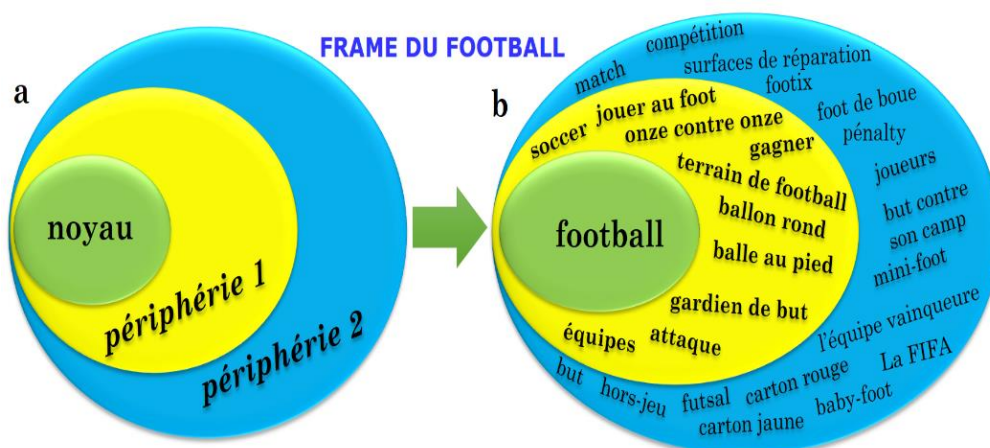 FRAME DU FOOTBALL
a
noyau
périphérie 1
périphérie 2
b
compétition
match
surfaces de réparation
footix
foot de boue
pénalty
joueurs
but contre
son camp
mini-foot
l'équipe vainqueure
La FIFA
baby-foot
carton rouge
carton jaune
futsal
hors-jeu
but
soccer
jouer au foot
onze contre onze
gagner
terrain de football
ballon rond
balle au pied
gardien de but
attaque
équipes
football